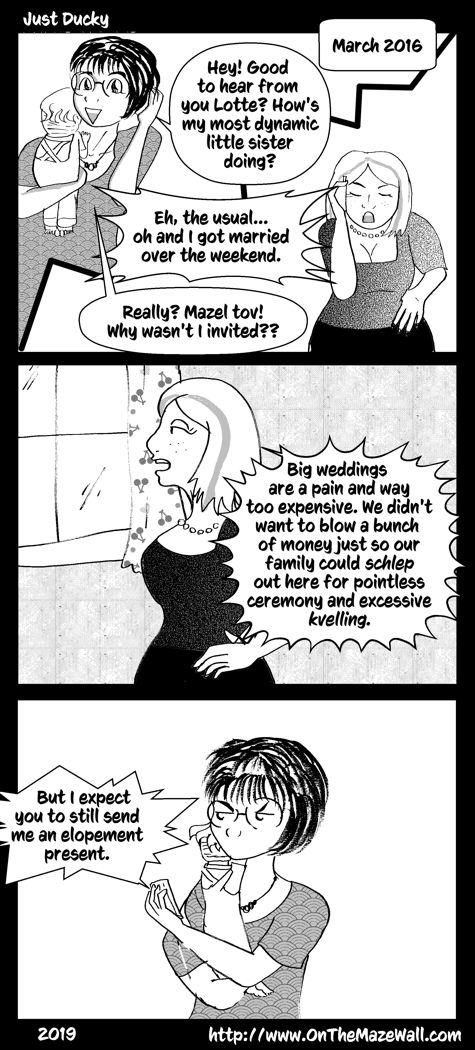 Just Ducky
March 2016
Hey! Good
to hear from
you Lotte? How's
my most dynamic
little sister
doing?
Eh, the usual...
oh and I got married
over the weekend.
Really? Mazel tov!
Why wasn't I invited??
Big weddings
are a pain and way
too expensive. We didn't
want to blow a bunch
of money just so our
family could schlep
out here for pointless
ceremony and excessive
kvelling.
But I expect
you to still send
me an elopement
present.
2019
http://www.OnTheMazeWall.com